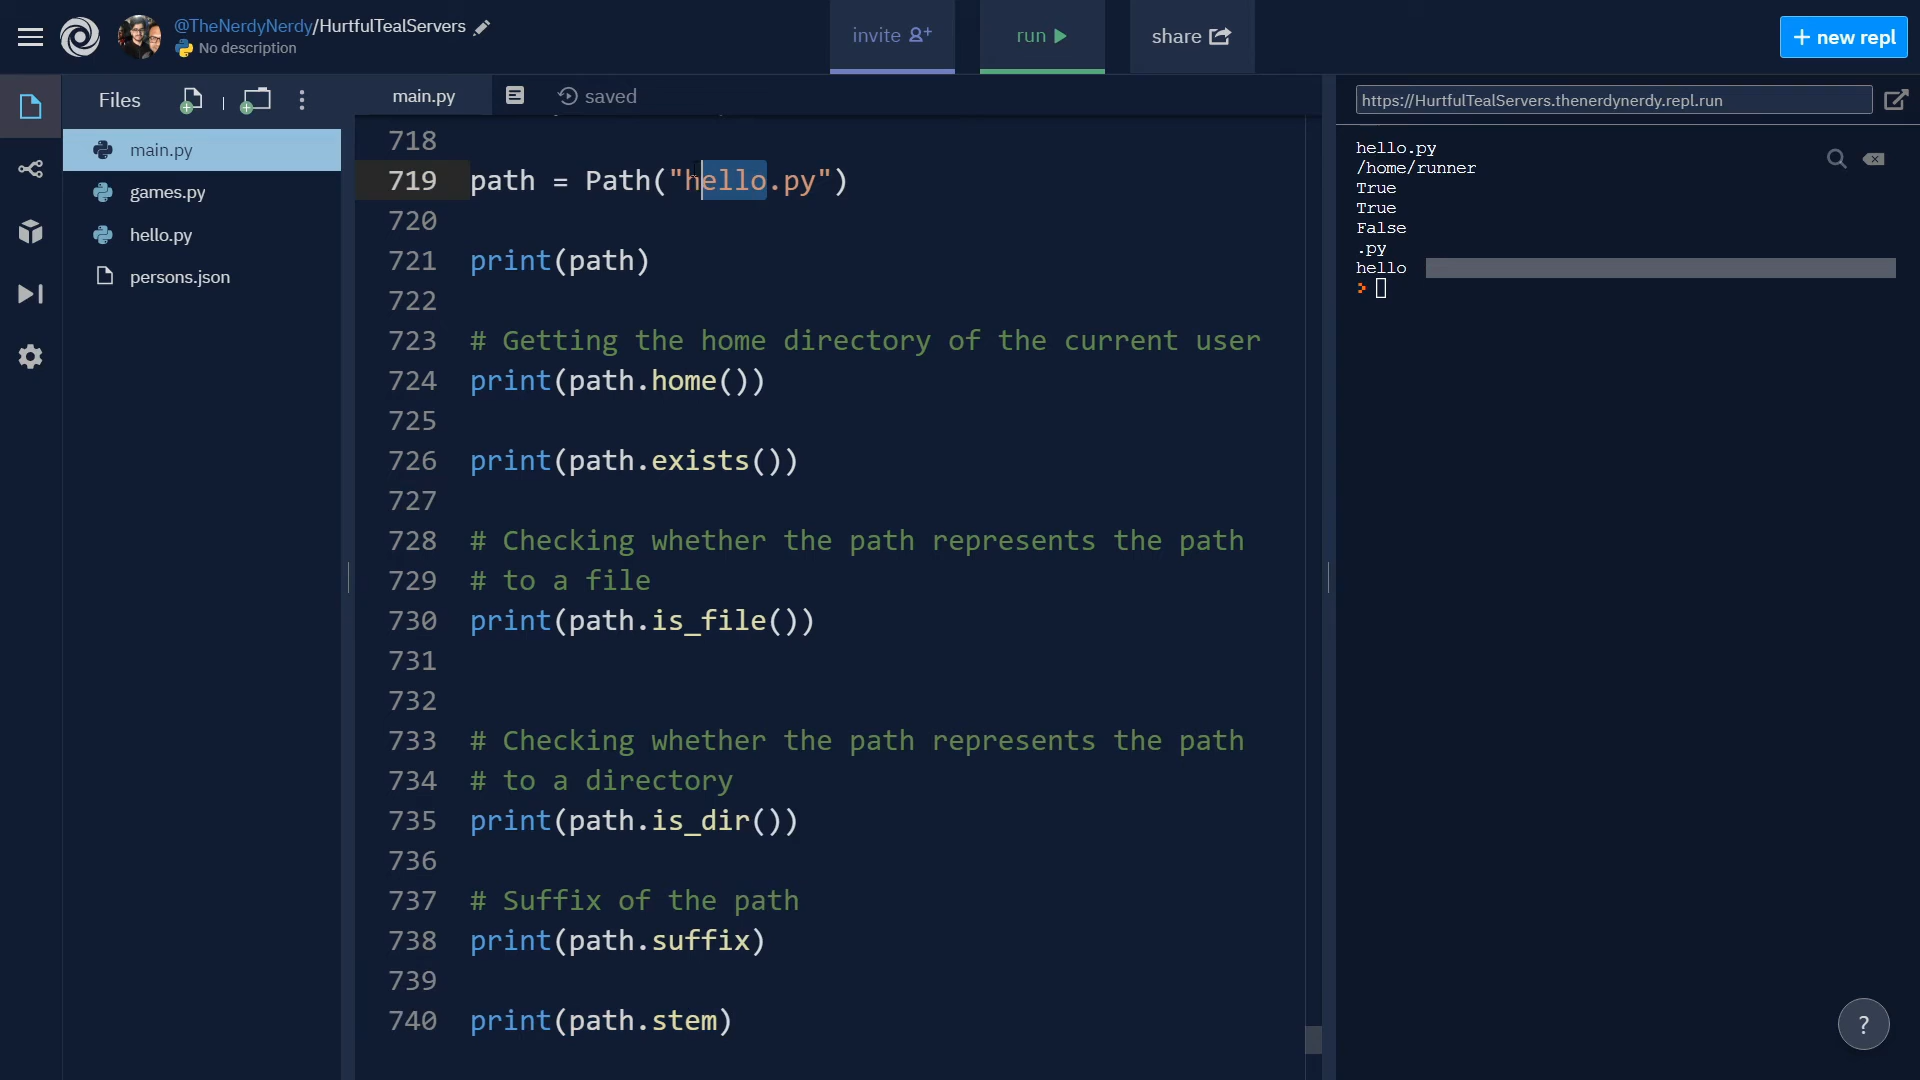 @TheNerdyNerdy/HurtfulTealServers
No description
invite
run
share
+ new repl
Files
main.py
games.py
hello.py
persons.json
main.py
saved
718
719 path = Path("hello.py")
720
721 print(path)
722
723 # Getting the home directory of the current user
724 print(path.home())
725
726 print(path.exists())
727
728 # Checking whether the path represents the path
729 # to a file
730 print(path.is_file())
731
732
733 # Checking whether the path represents the path
734 # to a directory
735 print(path.is_dir())
736
737 # Suffix of the path
738 print(path.suffix)
739
740 print(path.stem)
https://HurtfulTealServers.thenerdynerdy.repl.run
hello.py
/home/runner
True
True
False
.py
hello
?